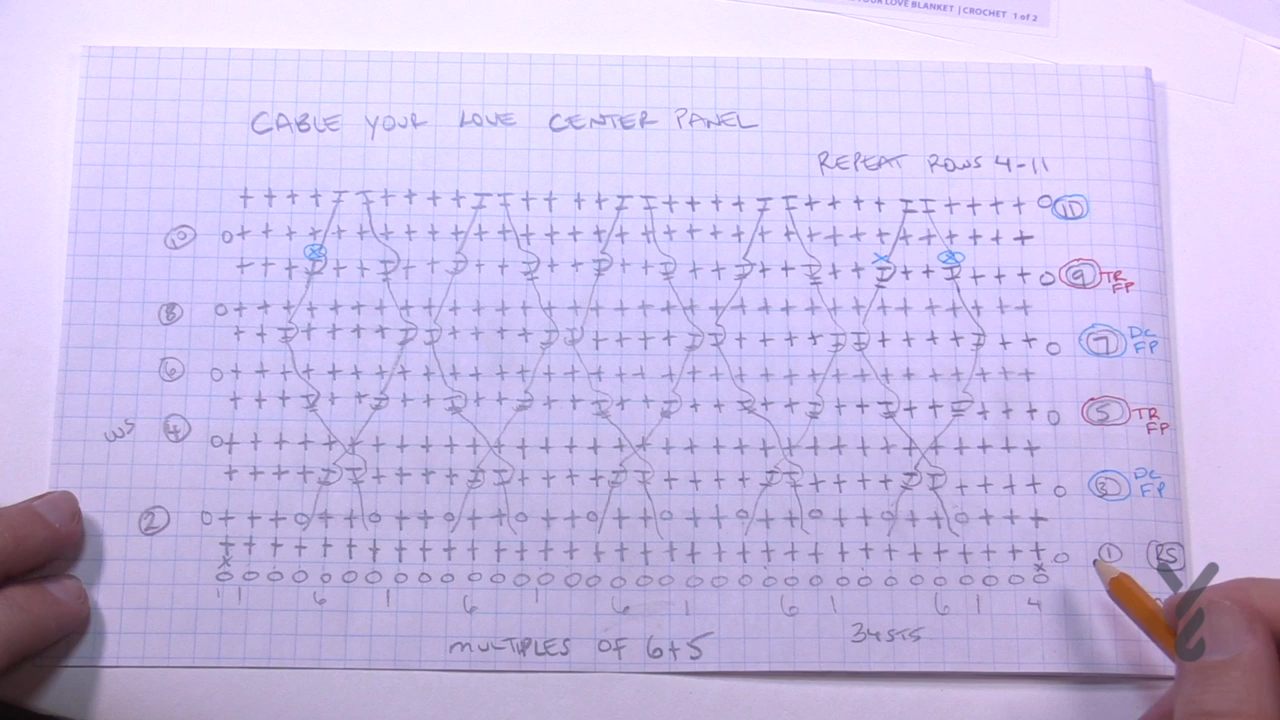 YOUR LOVE BLANKET | CROCHET 1 of 2
CABLE YOUR LOVE CENTER PANEL
REPEAT ROWS 4-11
11
10
9 TR FP
8
7 DC FP
6
5 TR FP
WS 4
3 DC FP
2
1 RS
1 1 6 1 6 1 6 1 6 1 6 1 4
MULTIPLES OF 6+5
34 STS